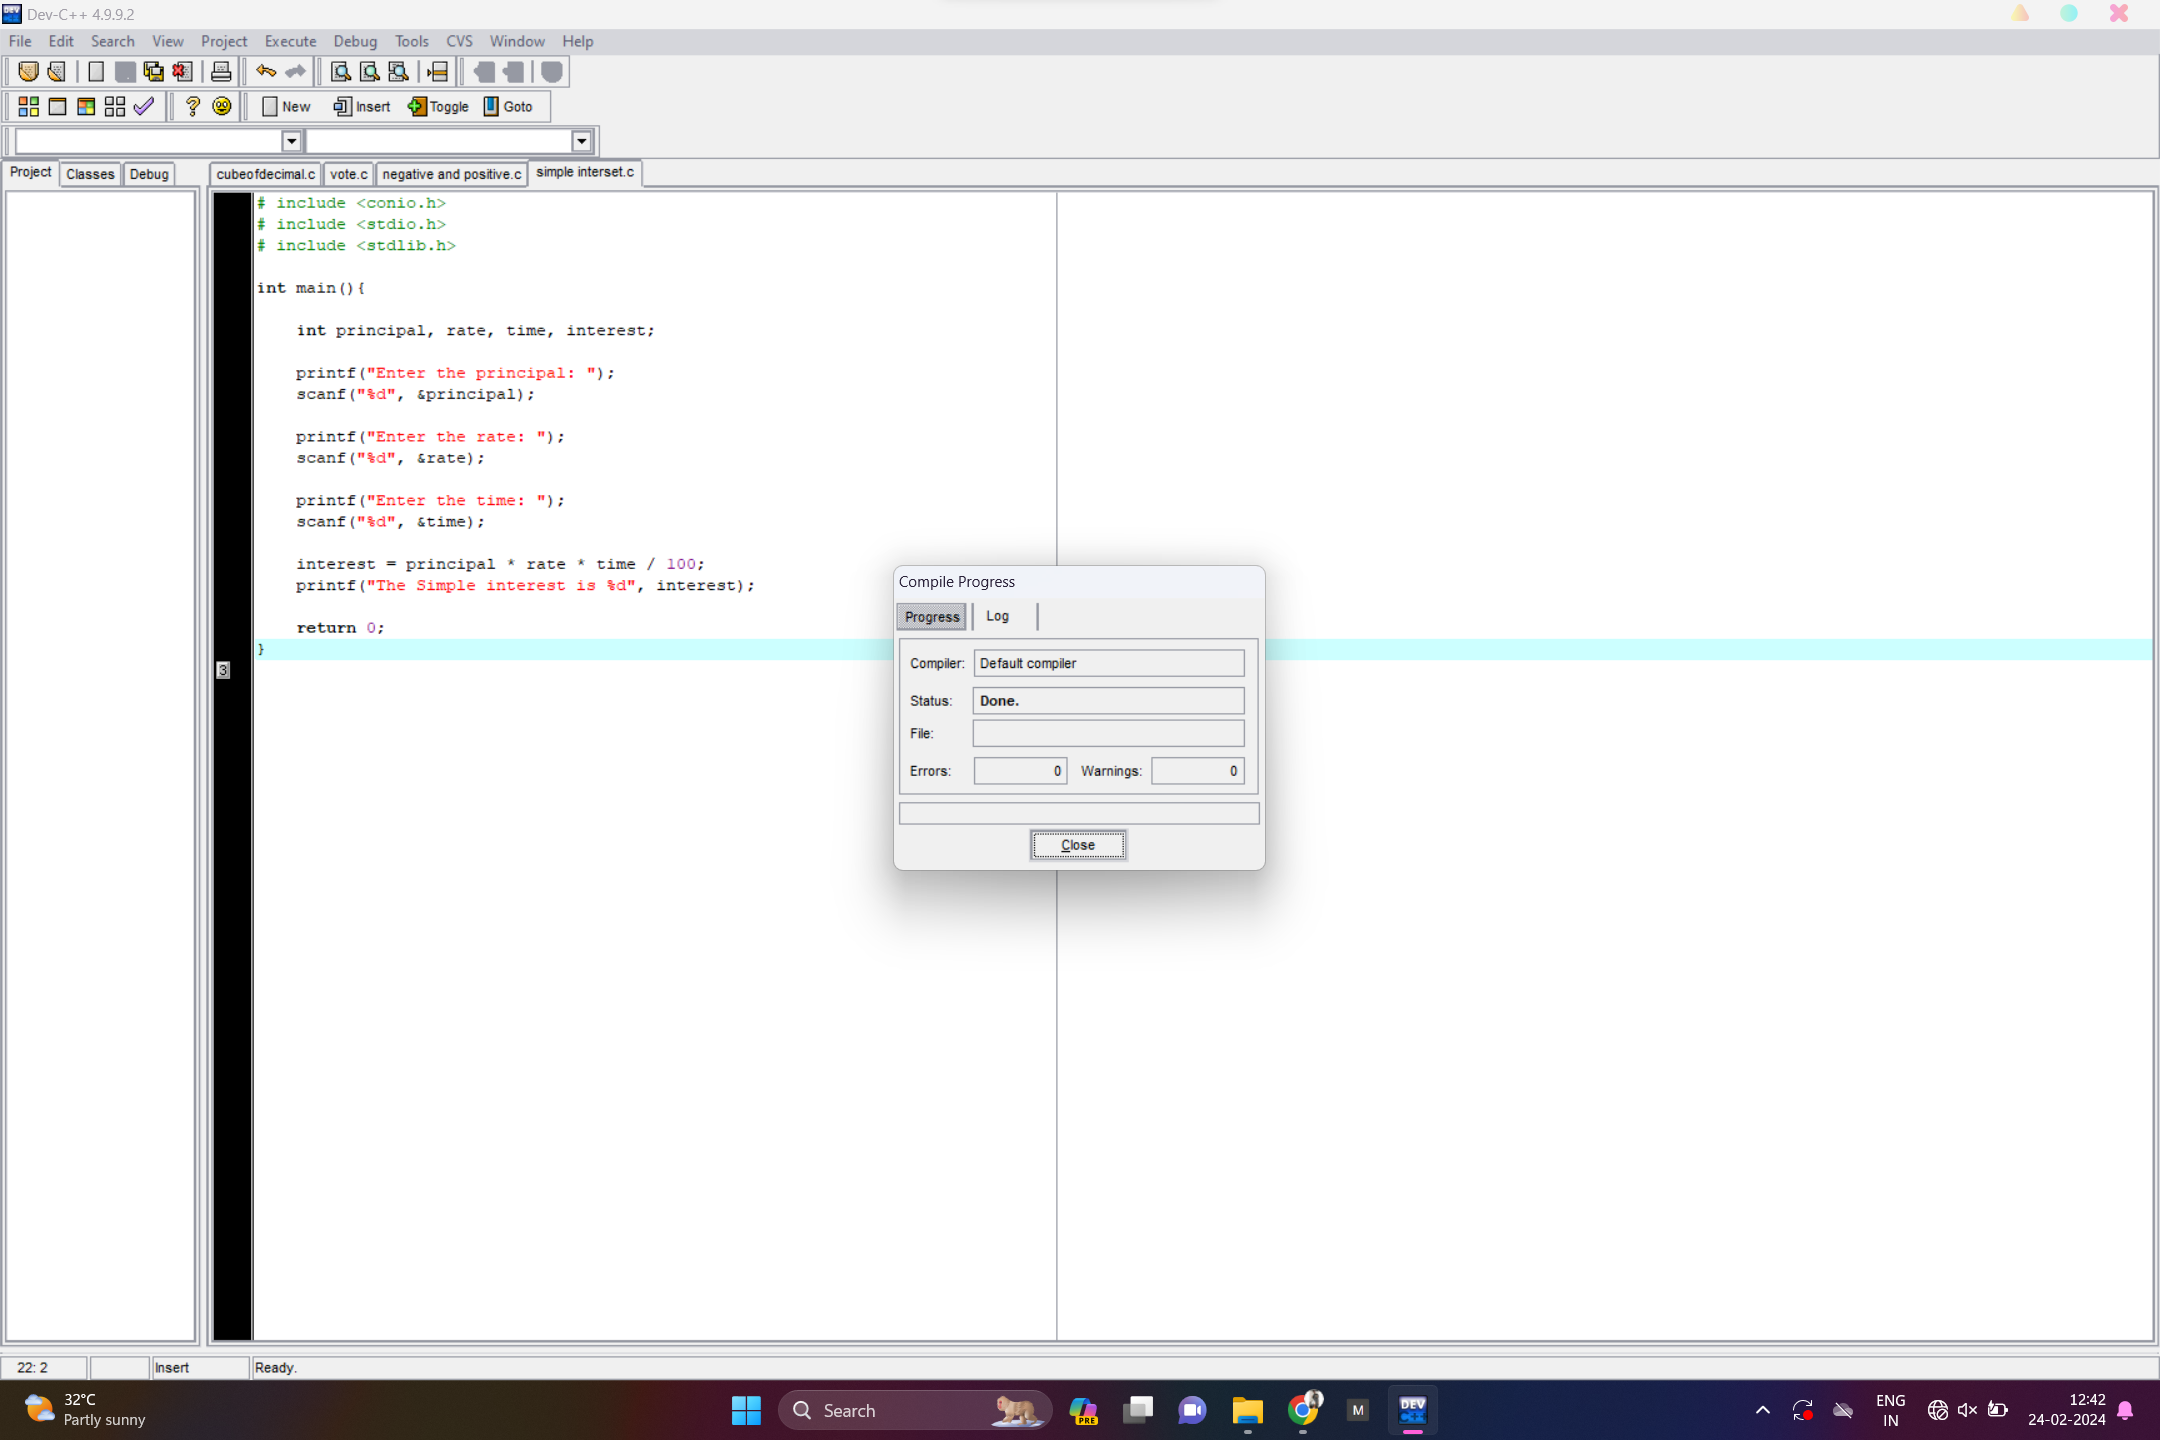 Dev-C++ 4.9.9.2
File Edit Search View Project Execute Debug Tools CVS Window Help
New Insert Toggle Goto
Project Classes Debug
cubeofdecimal.c vote.c negative and positive.c simple interset.c
# include <conio.h>
# include <stdio.h>
# include <stdlib.h>
int main(){
int principal, rate, time, interest;
printf("Enter the principal: ");
scanf("%d", &principal);
printf("Enter the rate: ");
scanf("%d", &rate);
printf("Enter the time: ");
scanf("%d", &time);
interest = principal * rate * time / 100;
printf("The Simple interest is %d", interest);
return 0;
}
3
Compile Progress
Progress Log
Compiler: Default compiler
Status: Done.
File:
Errors: 0 Warnings: 0
Close
22: 2 Insert Ready.
32°C
Partly sunny
Search
PRE
M
DEV
C++
ENG
IN
12:42
24-02-2024